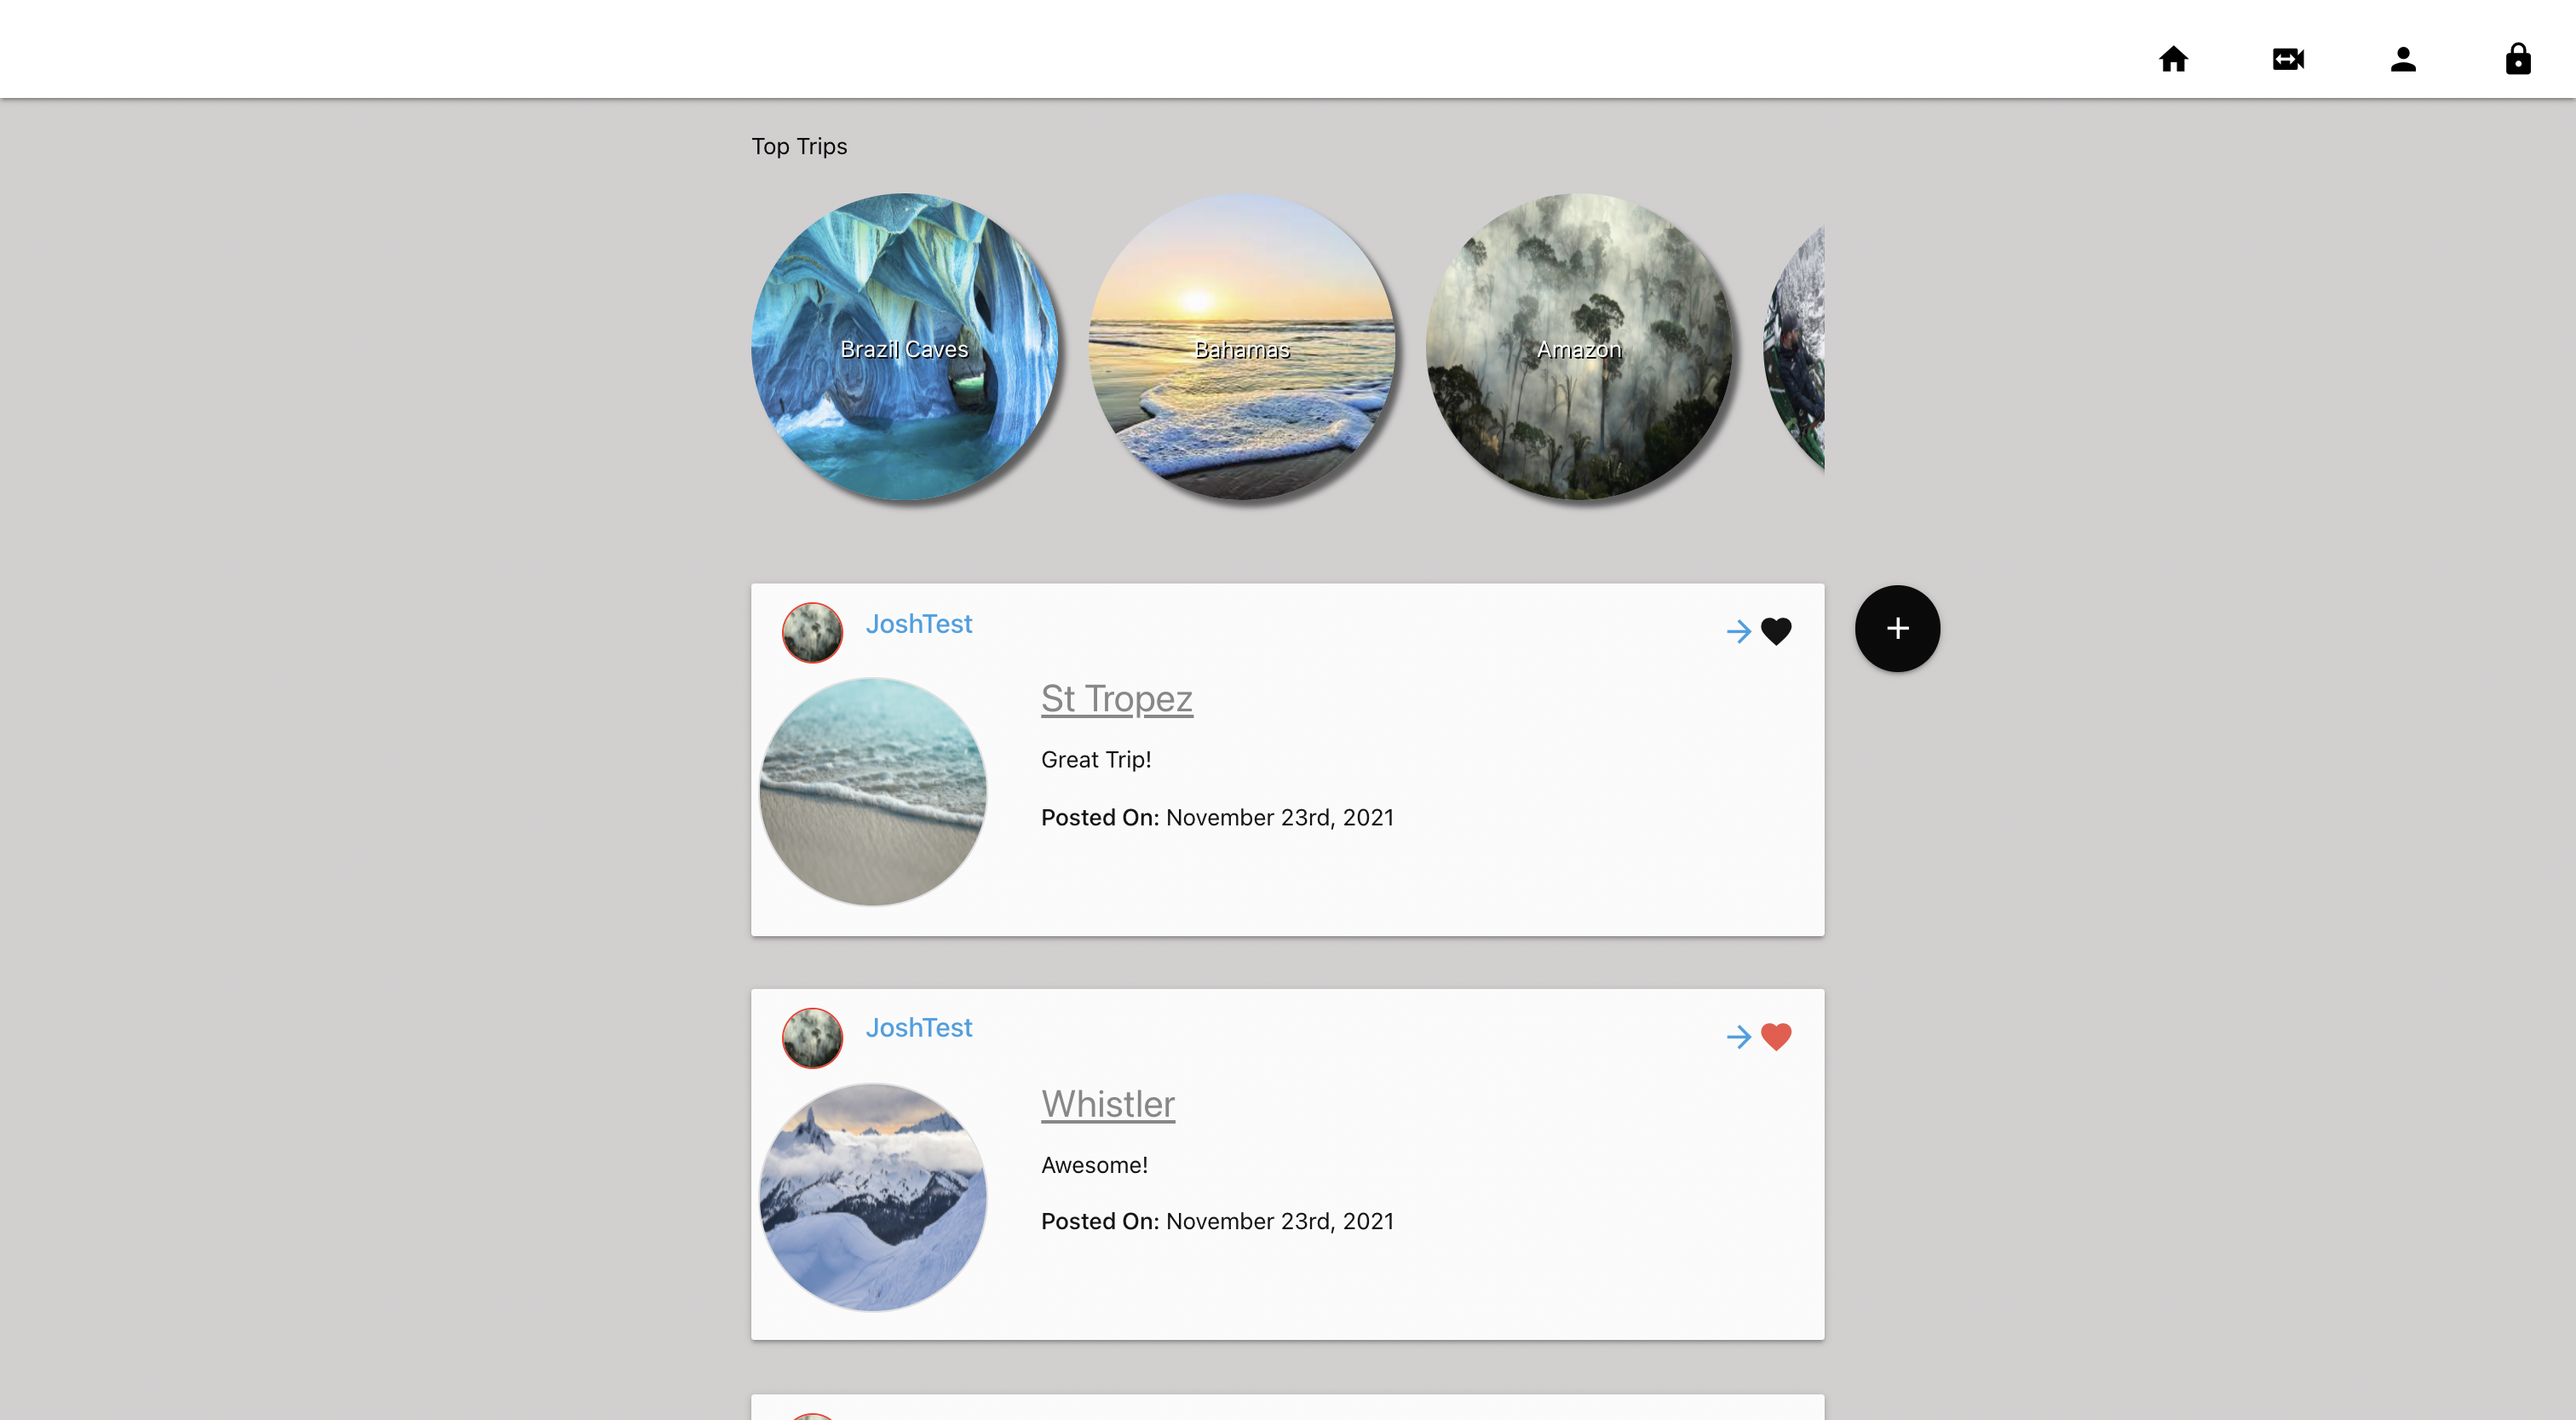 Top Trips
Brazil Caves
Bahamas
Amazon
JoshTest
St Tropez
Great Trip!
Posted On: November 23rd, 2021
JoshTest
Whistler
Awesome!
Posted On: November 23rd, 2021